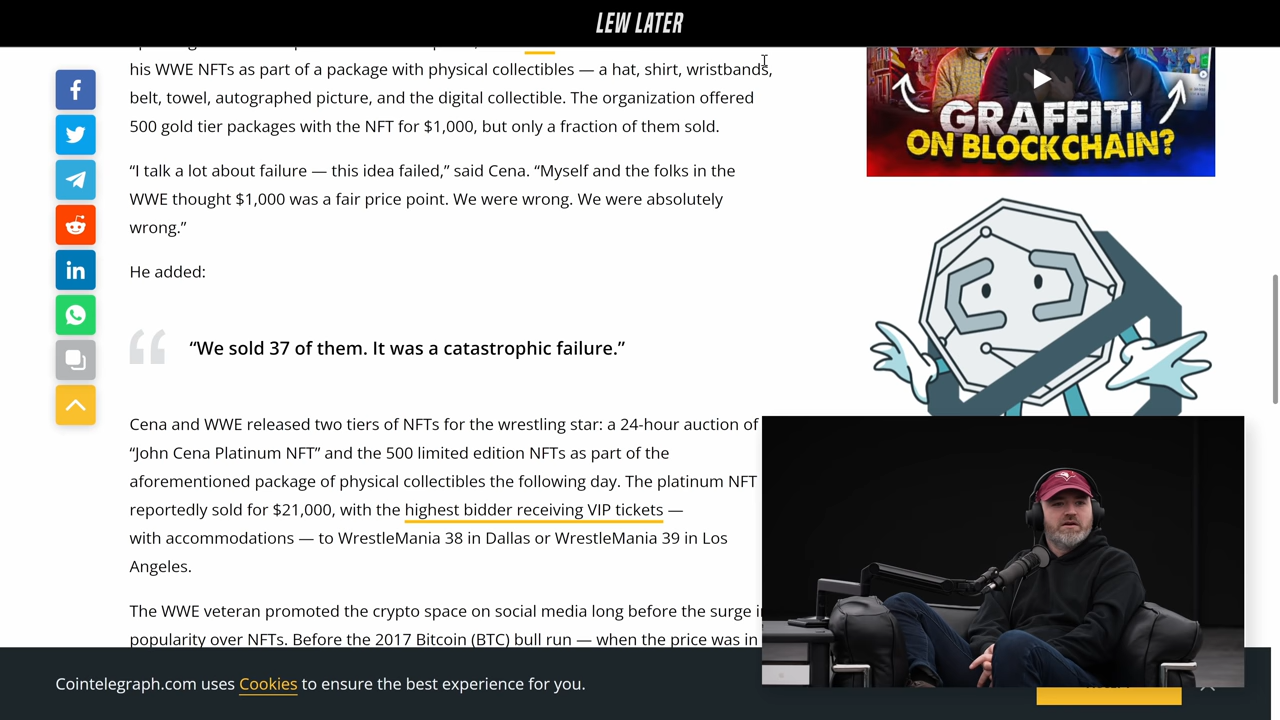 LEW LATER
his WWE NFTs as part of a package with physical collectibles — a hat, shirt, wristbands,
belt, towel, autographed picture, and the digital collectible. The organization offered
500 gold tier packages with the NFT for $1,000, but only a fraction of them sold.
“I talk a lot about failure — this idea failed,” said Cena. “Myself and the folks in the
WWE thought $1,000 was a fair price point. We were wrong. We were absolutely
wrong.”
He added:
“We sold 37 of them. It was a catastrophic failure.”
Cena and WWE released two tiers of NFTs for the wrestling star: a 24-hour auction of
“John Cena Platinum NFT” and the 500 limited edition NFTs as part of the
aforementioned package of physical collectibles the following day. The platinum NFT
reportedly sold for $21,000, with the highest bidder receiving VIP tickets —
with accommodations — to WrestleMania 38 in Dallas or WrestleMania 39 in Los
Angeles.
The WWE veteran promoted the crypto space on social media long before the surge
popularity over NFTs. Before the 2017 Bitcoin (BTC) bull run — when the price was in
Cointelegraph.com uses Cookies to ensure the best experience for you.
GRAFFITI
ON BLOCKCHAIN?